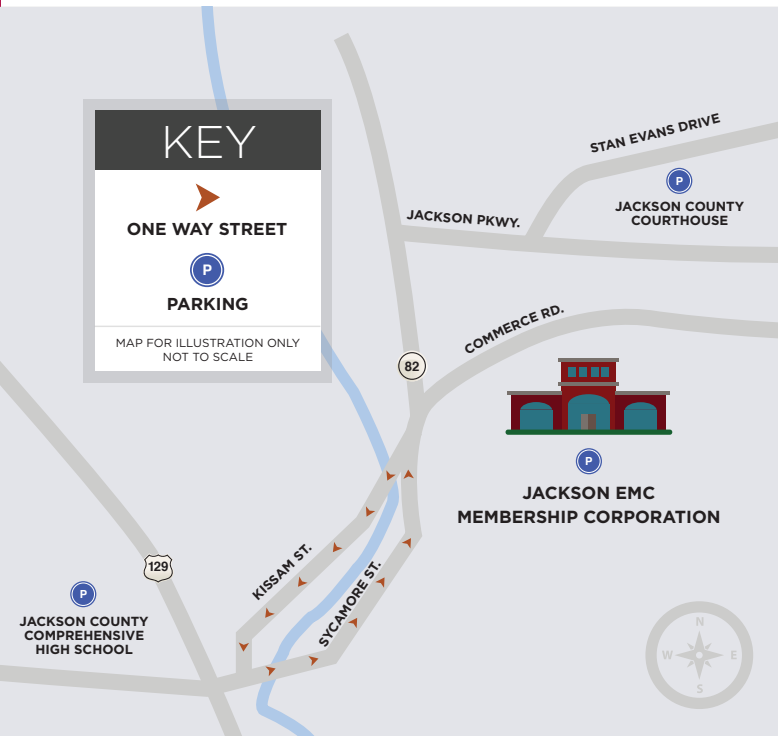 KEY
ONE WAY STREET
P
PARKING
MAP FOR ILLUSTRATION ONLY
NOT TO SCALE
STAN EVANS DRIVE
P
JACKSON COUNTY
COURTHOUSE
JACKSON PKWY.
COMMERCE RD.
82
P
JACKSON EMC
MEMBERSHIP CORPORATION
KISSAM ST.
SYCAMORE ST.
129
P
JACKSON COUNTY
COMPREHENSIVE
HIGH SCHOOL
N
W E
S